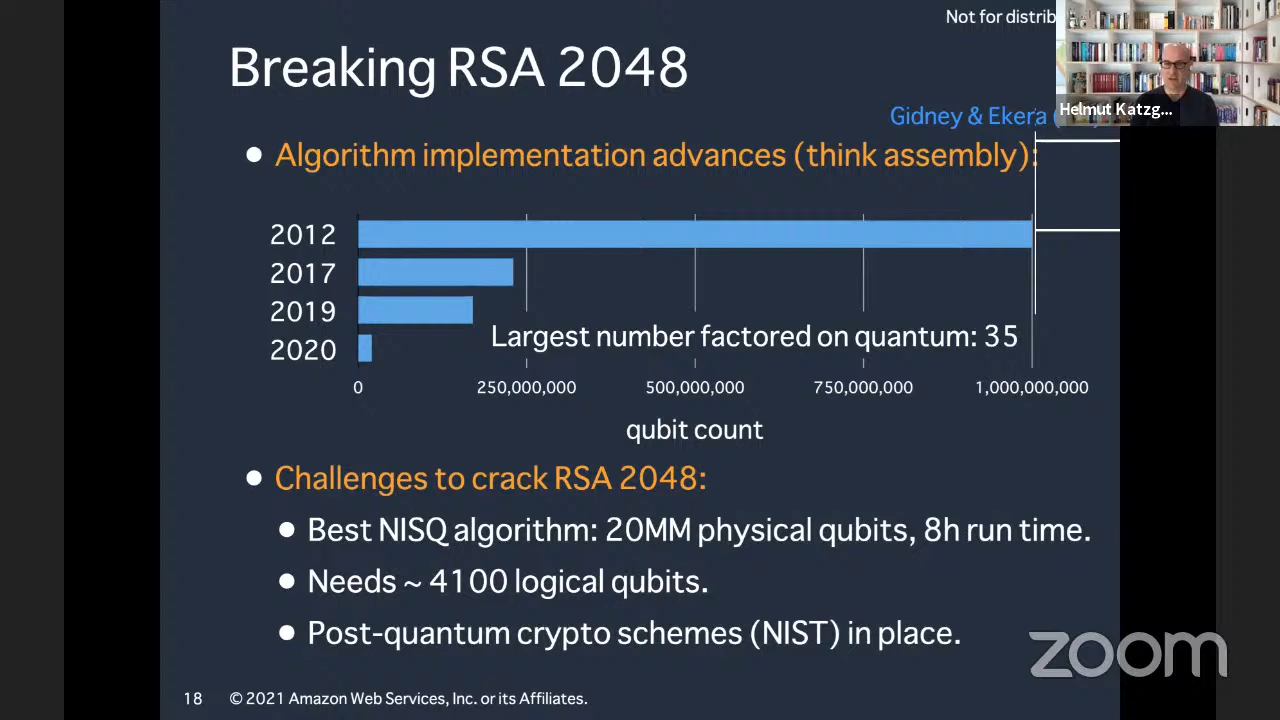 Not for distrib
Breaking RSA 2048
Helmut Katzg...
Gidney & Ekera
Algorithm implementation advances (think assembly):
2012
2017
2019
Largest number factored on quantum: 35
2020
0 250,000,000 500,000,000 750,000,000 1,000,000,000
qubit count
Challenges to crack RSA 2048:
Best NISQ algorithm: 20MM physical qubits, 8h run time.
Needs ~ 4100 logical qubits.
Post-quantum crypto schemes (NIST) in place.
zoom
18 © 2021 Amazon Web Services, Inc. or its Affiliates.